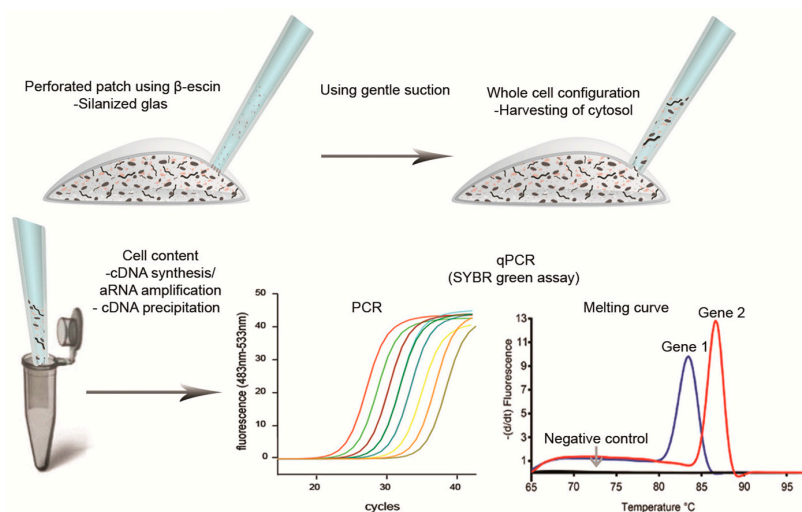 Perforated patch using β-escin
-Silanized glas
Using gentle suction
Whole cell configuration
-Harvesting of cytosol
Cell content
-cDNA synthesis/
aRNA amplification
- cDNA precipitation
qPCR
(SYBR green assay)
PCR
fluorescence (483nm-533nm)
50
40
30
20
10
0
20
30
40
cycles
Melting curve
Gene 1
Gene 2
Negative control
-(d/dt) Fluorescence
13
11
9
7
5
3
1
65
70
75
80
85
90
95
Temperature °C